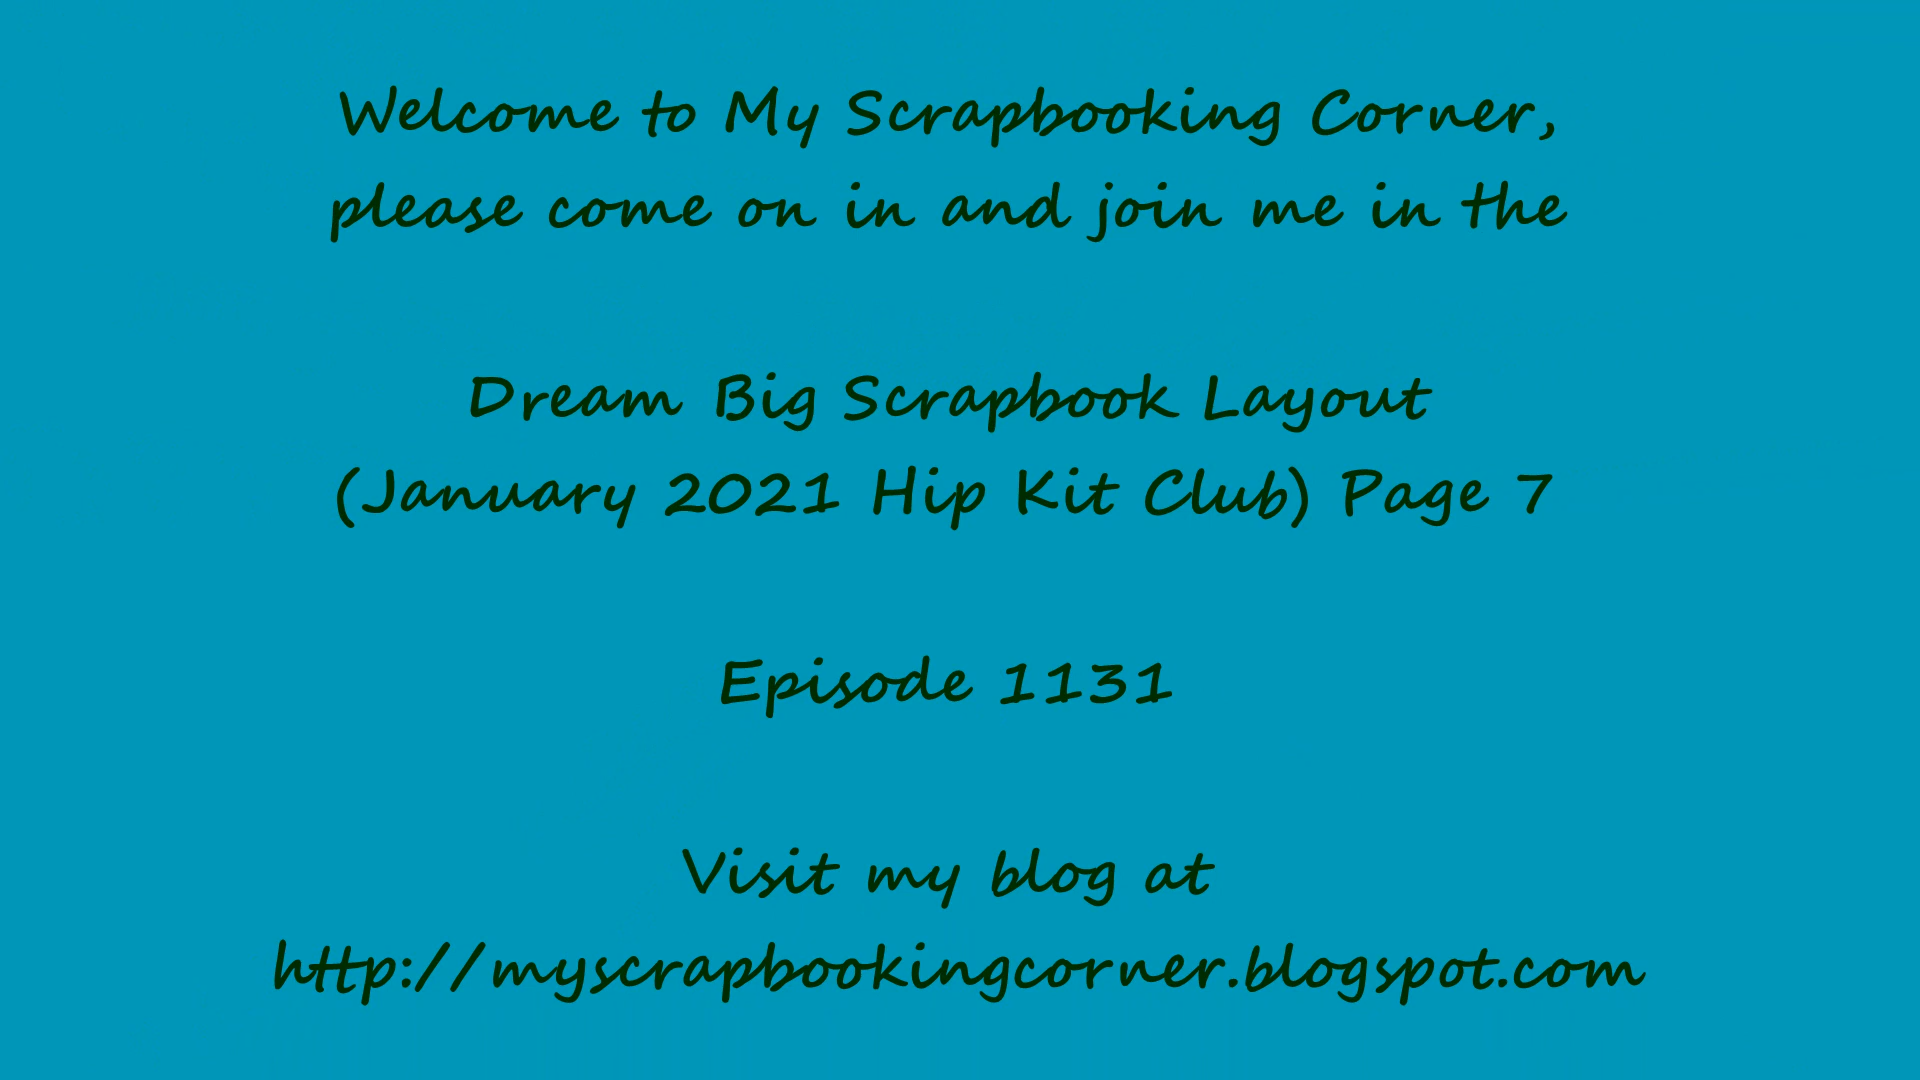 Welcome to My Scrapbooking Corner,
please come on in and join me in the
Dream Big Scrapbook Layout
(January 2021 Hip Kit Club) Page 7
Episode 1131
Visit my blog at
http://myscrapbookingcorner.blogspot.com